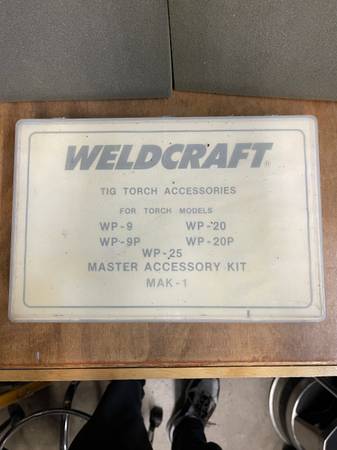 WELDCRAFT®
TIG TORCH ACCESSORIES
FOR TORCH MODELS
WP-9 WP-20
WP-9P WP-20P
WP-25
MASTER ACCESSORY KIT
MAK-1